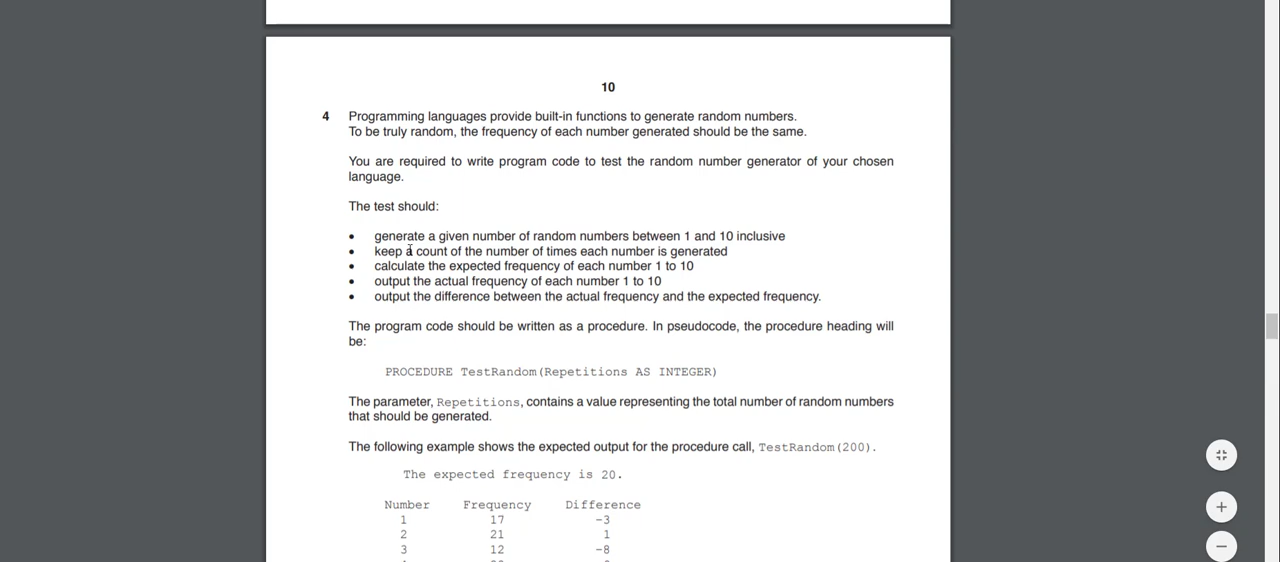 10
4 Programming languages provide built-in functions to generate random numbers.
To be truly random, the frequency of each number generated should be the same.
You are required to write program code to test the random number generator of your chosen
language.
The test should:
• generate a given number of random numbers between 1 and 10 inclusive
• keep a count of the number of times each number is generated
• calculate the expected frequency of each number 1 to 10
• output the actual frequency of each number 1 to 10
• output the difference between the actual frequency and the expected frequency.
The program code should be written as a procedure. In pseudocode, the procedure heading will
be:
PROCEDURE TestRandom(Repetitions AS INTEGER)
The parameter, Repetitions, contains a value representing the total number of random numbers
that should be generated.
The following example shows the expected output for the procedure call, TestRandom(200).
The expected frequency is 20.
Number Frequency Difference
1 17 -3
2 21 1
3 12 -8